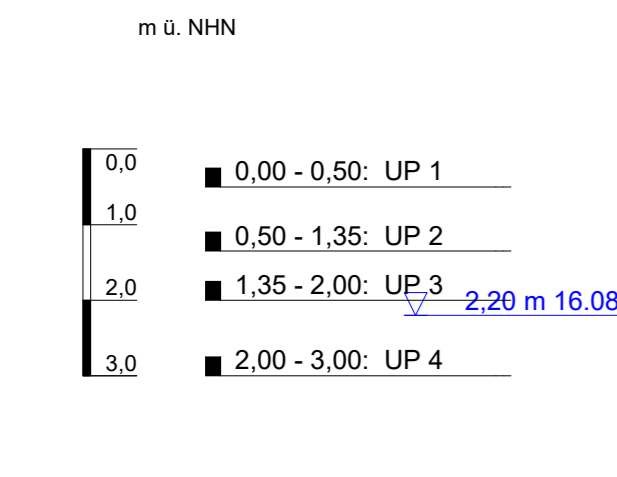 m ü. NHN
0,0
0,00 - 0,50: UP 1
1,0
0,50 - 1,35: UP 2
2,0
1,35 - 2,00: UP 3
2,20 m 16.08
3,0
2,00 - 3,00: UP 4